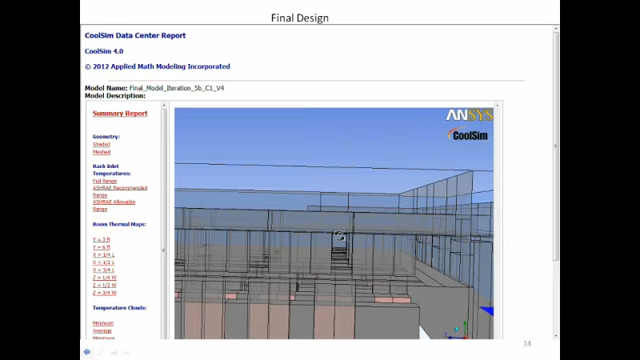 Final Design
CoolSim Data Center Report
CoolSim 4.0
© 2012 Applied Math Modeling Incorporated
Model Name: Final_Model_Iteration_5b_C1_V4
Model Description:
Summary Report
Geometry:
Shaded
Meshed
Rack Inlet
Temperatures:
Full Range
ASHRAE Recommended
Range
ASHRAE Allowable
Range
Room Thermal Maps:
Y = 3 ft
Y = 6 ft
X = 1/4 L
X = 1/2 L
X = 3/4 L
Z = 1/4 W
Z = 1/2 W
Z = 3/4 W
Temperature Clouds:
Minimum
Average
Maximum
ANSYS
CoolSim
14